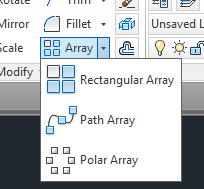 Rotate Trim
Mirror Fillet Unsaved L
Scale Array
Modify
Rectangular Array
Path Array
Polar Array